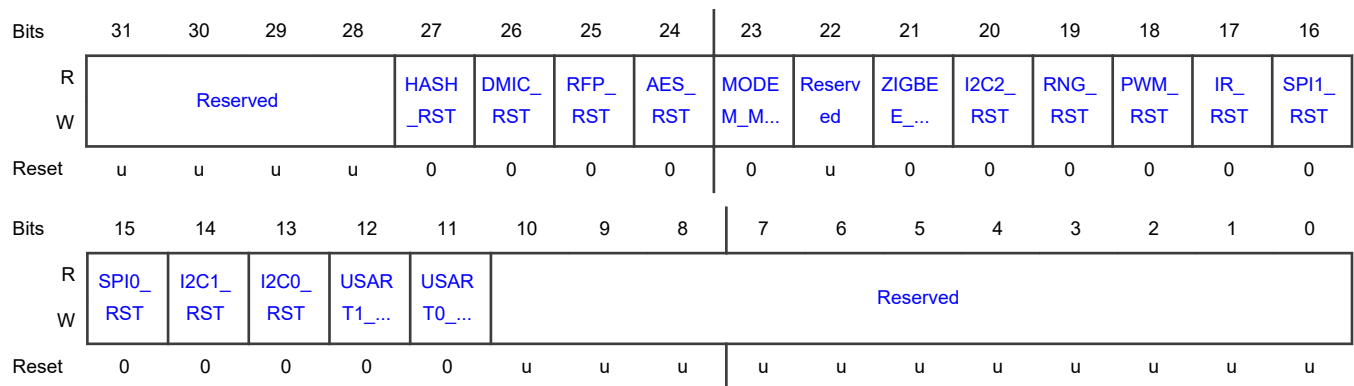 Bits 31 30 29 28 27 26 25 24 23 22 21 20 19 18 17 16
R HASH DMIC_ RFP_ AES_ MODE Reserv ZIGBE I2C2_ RNG_ PWM_ IR_ SPI1_
Reserved
W _RST RST RST RST M_M... ed E_... RST RST RST RST RST
Reset u u u u 0 0 0 0 0 u 0 0 0 0 0 0
Bits 15 14 13 12 11 10 9 8 7 6 5 4 3 2 1 0
R SPI0_ I2C1_ I2C0_ USAR USAR
Reserved
W RST RST RST T1_... T0_...
Reset 0 0 0 0 0 u u u u u u u u u u u